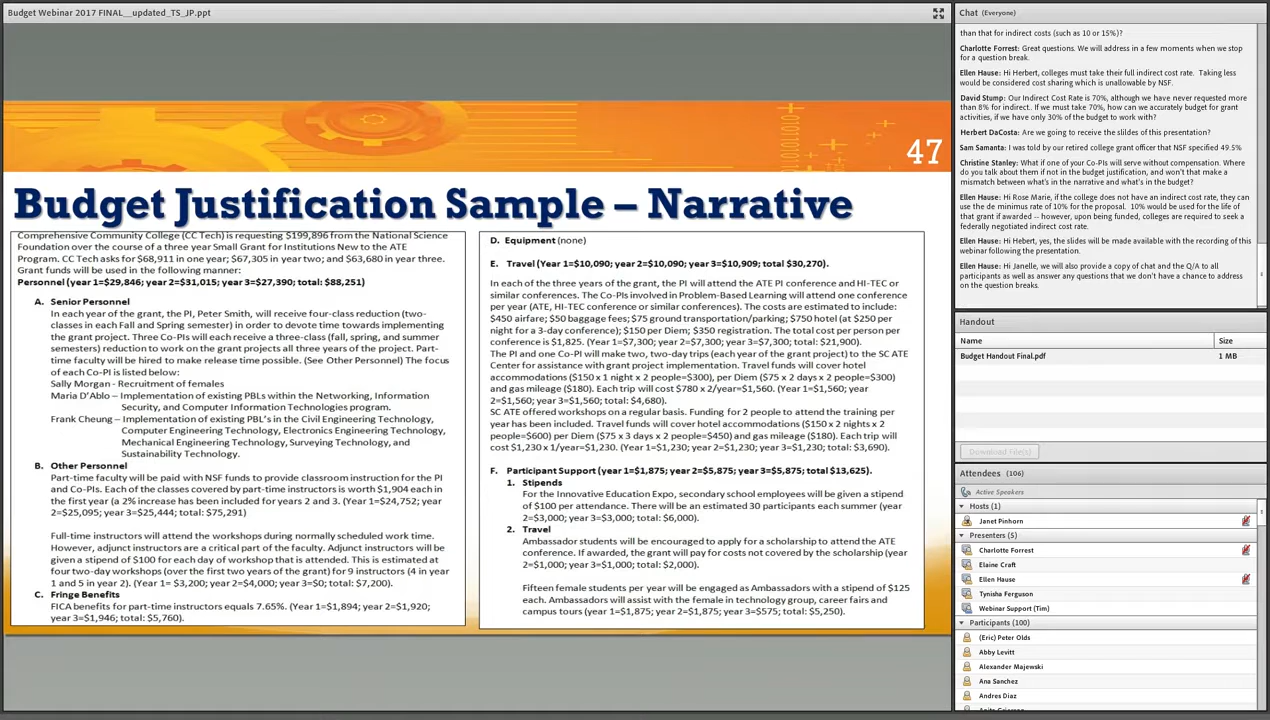 Budget Webinar 2017 FINAL__updated_TS_JP.ppt
47
Budget Justification Sample – Narrative
Comprehensive Community College (CC Tech) is requesting $199,896 from the National Science
Foundation over the course of a three year Small Grant for Institutions New to the ATE
Program. CC Tech asks for $68,911 in one year; $67,305 in year two; and $63,680 in year three.
Grant funds will be used in the following manner:
Personnel (year 1=$29,846; year 2=$31,015; year 3=$27,390; total: $88,251)
A. Senior Personnel
In each year of the grant, the PI, Peter Smith, will receive four-class reduction (two-
classes in each Fall and Spring semester) in order to devote time towards implementing
the grant project. Three Co-PIs will each receive a three-class (fall, spring, and summer
semesters) reduction to work on the grant projects all three years of the project. Part-
time faculty will be hired to make release time possible. (See Other Personnel) The focus
of each Co-PI is listed below:
Sally Morgan - Recruitment of females
Maria D'Ablo – Implementation of existing PBLs within the Networking, Information
Security, and Computer Information Technologies program.
Frank Cheung – Implementation of existing PBL's in the Civil Engineering Technology,
Computer Engineering Technology, Electronics Engineering Technology,
Mechanical Engineering Technology, Surveying Technology, and
Sustainability Technology.
B. Other Personnel
Part-time faculty will be paid with NSF funds to provide classroom instruction for the PI
and Co-PIs. Each of the classes covered by part-time instructors is worth $1,904 each in
the first year (a 2% increase has been included for years 2 and 3. (Year 1=$24,752; year
2=$25,095; year 3=$25,444; total: $75,291)
Full-time instructors will attend the workshops during normally scheduled work time.
However, adjunct instructors are a critical part of the faculty. Adjunct instructors will be
given a stipend of $100 for each day of workshop that is attended. This is estimated at
four two-day workshops (over the first two years of the grant) for 9 instructors (4 in year
1 and 5 in year 2). (Year 1= $3,200; year 2=$4,000; year 3=$0; total: $7,200).
C. Fringe Benefits
FICA benefits for part-time instructors equals 7.65%. (Year 1=$1,894; year 2=$1,920;
year 3=$1,946; total: $5,760).
D. Equipment (none)
E. Travel (Year 1=$10,090; year 2=$10,090; year 3=$10,909; total $30,270).
In each of the three years of the grant, the PI will attend the ATE PI conference and HI-TEC or
similar conferences. The Co-PIs involved in Problem-Based Learning will attend one conference
per year (ATE, HI-TEC conference or similar conferences). The costs are estimated to include:
$450 airfare; $50 baggage fees; $75 ground transportation/parking; $750 hotel (at $250 per
night for a 3-day conference); $150 per Diem; $350 registration. The total cost per person per
conference is $1,825. (Year 1=$7,300; year 2=$7,300; year 3=$7,300; total: $21,900).
The PI and one Co-PI will make two, two-day trips (each year of the grant project) to the SC ATE
Center for assistance with grant project implementation. Travel funds will cover hotel
accommodations ($150 x 1 night x 2 people=$300), per Diem ($75 x 2 days x 2 people=$300)
and gas mileage ($180). Each trip will cost $780 x 2/year=$1,560. (Year 1=$1,560; year
2=$1,560; year 3=$1,560; total: $4,680).
SC ATE offered workshops on a regular basis. Funding for 2 people to attend the training per
year has been included. Travel funds will cover hotel accommodations ($150 x 2 nights x 2
people=$600) per Diem ($75 x 3 days x 2 people=$450) and gas mileage ($180). Each trip will
cost $1,230 x 1/year=$1,230. (Year 1=$1,230; year 2=$1,230; year 3=$1,230; total: $3,690).
F. Participant Support (year 1=$1,875; year 2=$5,875; year 3=$5,875; total $13,625).
1. Stipends
For the Innovative Education Expo, secondary school employees will be given a stipend
of $100 per attendance. There will be an estimated 30 participants each summer (year
2=$3,000; year 3=$3,000; total: $6,000).
2. Travel
Ambassador students will be encouraged to apply for a scholarship to attend the ATE
conference. If awarded, the grant will pay for costs not covered by the scholarship (year
2=$1,000; year 3=$1,000; total: $2,000).
Fifteen female students per year will be engaged as Ambassadors with a stipend of $125
each. Ambassadors will assist with the female in technology group, career fairs and
campus tours (year 1=$1,875; year 2=$1,875; year 3=$575; total: $5,250).
Chat (Everyone)
than that for indirect costs (such as 10 or 15%)?
Charlotte Forrest: Great questions. We will address in a few moments when we stop
for a question break.
Ellen Hause: Hi Herbert, colleges must take their full indirect cost rate. Taking less
would be considered cost sharing which is unallowable by NSF.
David Stump: Our Indirect Cost Rate is 70%, although we have never requested more
than 8% for indirect. If we must take 70%, how can we accurately budget for grant
activities, if we have only 30% of the budget to work with?
Herbert DaCosta: Are we going to receive the slildes of this presentation?
Sam Samanta: I was told by our retired college grant officer that NSF specified 49.5%
Christine Stanley: What if one of your Co-PIs will serve without compensation. Where
do you talk about them if not in the budget justification, and won't that make a
mismatch between what's in the narrative and what's in the budget?
Ellen Hause: Hi Rose Marie, if the college does not have an indirect cost rate, they can
use the de minimus rate of 10% for the proposal. 10% would be used for the life of
that grant if awarded -- however, upon being funded, colleges are required to seek a
federally negotiated indirect cost rate.
Ellen Hause: Hi Hebert, yes, the slides will be made available with the recording of this
webinar following the presentation.
Ellen Hause: Hi Janelle, we will also provide a copy of chat and the Q/A to all
participants as well as answer any questions that we don't have a chance to address
on the question breaks.
Handout
Name Size
Budget Handout Final.pdf 1 MB
Download File(s)
Attendees (106)
Active Speakers
Hosts (1)
Janet Pinhorn
Presenters (5)
Charlotte Forrest
Elaine Craft
Ellen Hause
Tynisha Ferguson
Webinar Support (Tim)
Participants (100)
(Eric) Peter Olds
Abby Levitt
Alexander Majewski
Ana Sanchez
Andres Diaz